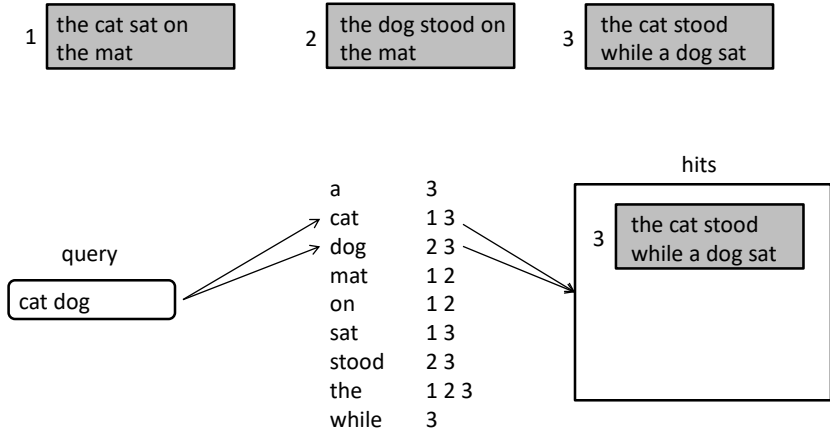 1
the cat sat on
the mat
2
the dog stood on
the mat
3
the cat stood
while a dog sat
query
cat dog
a 3
cat 1 3
dog 2 3
mat 1 2
on 1 2
sat 1 3
stood 2 3
the 1 2 3
while 3
hits
3
the cat stood
while a dog sat